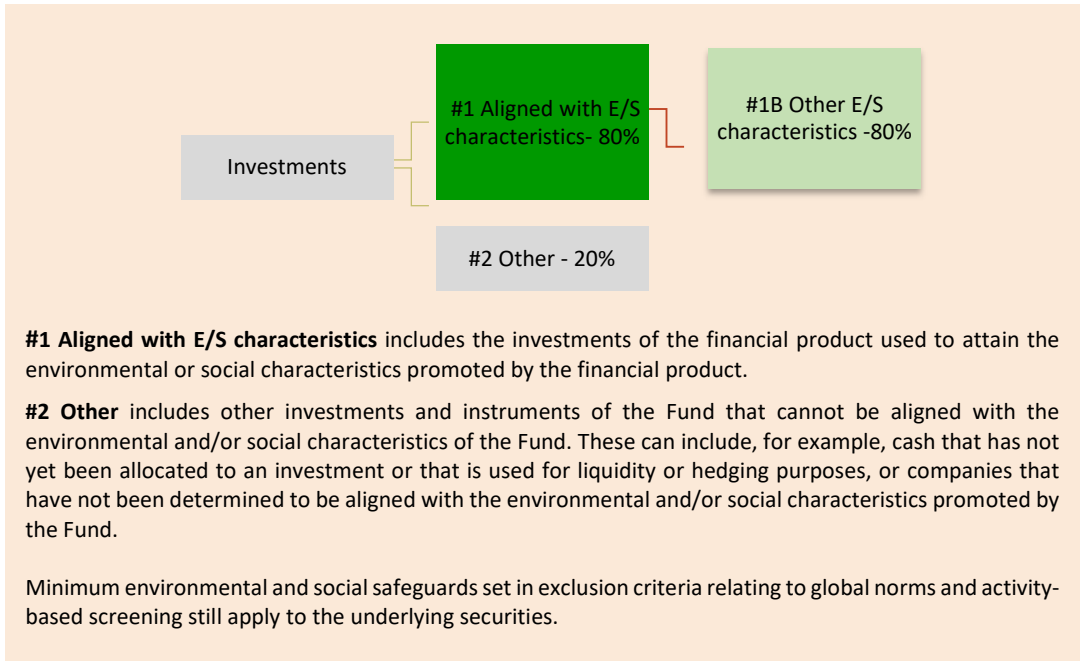 #1 Aligned with E/S
characteristics- 80%
#1B Other E/S
characteristics -80%
Investments
#2 Other - 20%
#1 Aligned with E/S characteristics includes the investments of the financial product used to attain the
environmental or social characteristics promoted by the financial product.
#2 Other includes other investments and instruments of the Fund that cannot be aligned with the
environmental and/or social characteristics of the Fund. These can include, for example, cash that has not
yet been allocated to an investment or that is used for liquidity or hedging purposes, or companies that
have not been determined to be aligned with the environmental and/or social characteristics promoted by
the Fund.
Minimum environmental and social safeguards set in exclusion criteria relating to global norms and activity-
based screening still apply to the underlying securities.